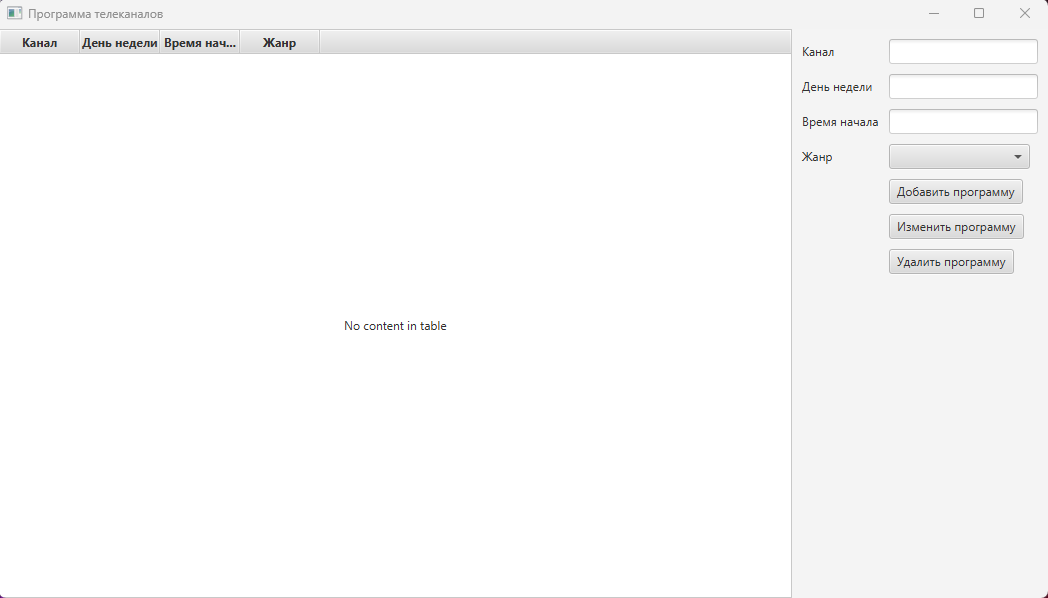 Программа телеканалов
Канал День недели Время нач... Жанр
No content in table
Канал
День недели
Время начала
Жанр
Добавить программу
Изменить программу
Удалить программу